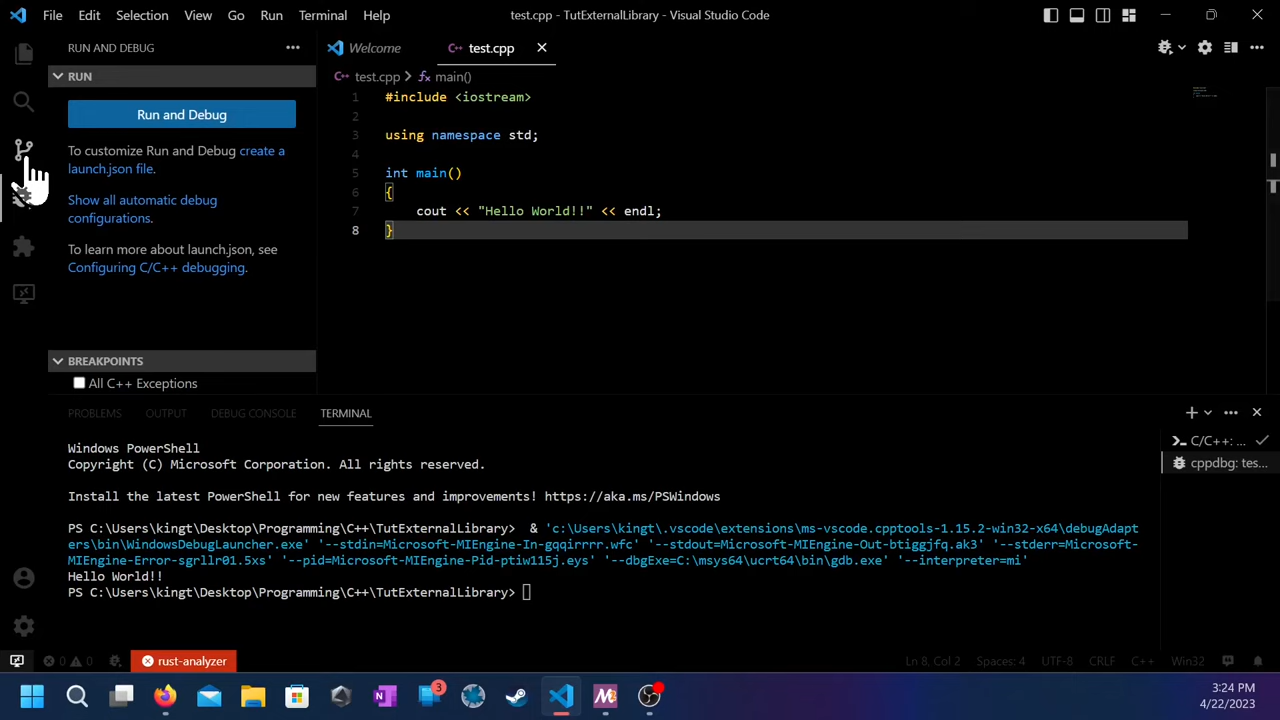 File Edit Selection View Go Run Terminal Help
test.cpp - TutExternalLibrary - Visual Studio Code
RUN AND DEBUG
RUN
Run and Debug
To customize Run and Debug create a
launch.json file.
Show all automatic debug
configurations.
To learn more about launch.json, see
Configuring C/C++ debugging.
BREAKPOINTS
All C++ Exceptions
Welcome
test.cpp
test.cpp > main()
1 #include <iostream>
2
3 using namespace std;
4
5 int main()
6 {
7 cout << "Hello World!!" << endl;
8 }
PROBLEMS OUTPUT DEBUG CONSOLE TERMINAL
Windows PowerShell
Copyright (C) Microsoft Corporation. All rights reserved.
Install the latest PowerShell for new features and improvements! https://aka.ms/PSWindows
PS C:\Users\kingt\Desktop\Programming\C++\TutExternalLibrary>  & 'c:\Users\kingt\.vscode\extensions\ms-vscode.cpptools-1.15.2-win32-x64\debugAdapt
ers\bin\WindowsDebugLauncher.exe' '--stdin=Microsoft-MIEngine-In-gqqirrrr.wfc' '--stdout=Microsoft-MIEngine-Out-btiggjfq.ak3' '--stderr=Microsoft-
MIEngine-Error-sgrllr01.5xs' '--pid=Microsoft-MIEngine-Pid-ptiw115j.eys' '--dbgExe=C:\msys64\ucrt64\bin\gdb.exe' '--interpreter=mi'
Hello World!!
PS C:\Users\kingt\Desktop\Programming\C++\TutExternalLibrary>
C/C++: ...
cppdbg: tes...
0 0 rust-analyzer
Ln 8, Col 2 Spaces: 4 UTF-8 CRLF C++ Win32
3
3:24 PM
4/22/2023